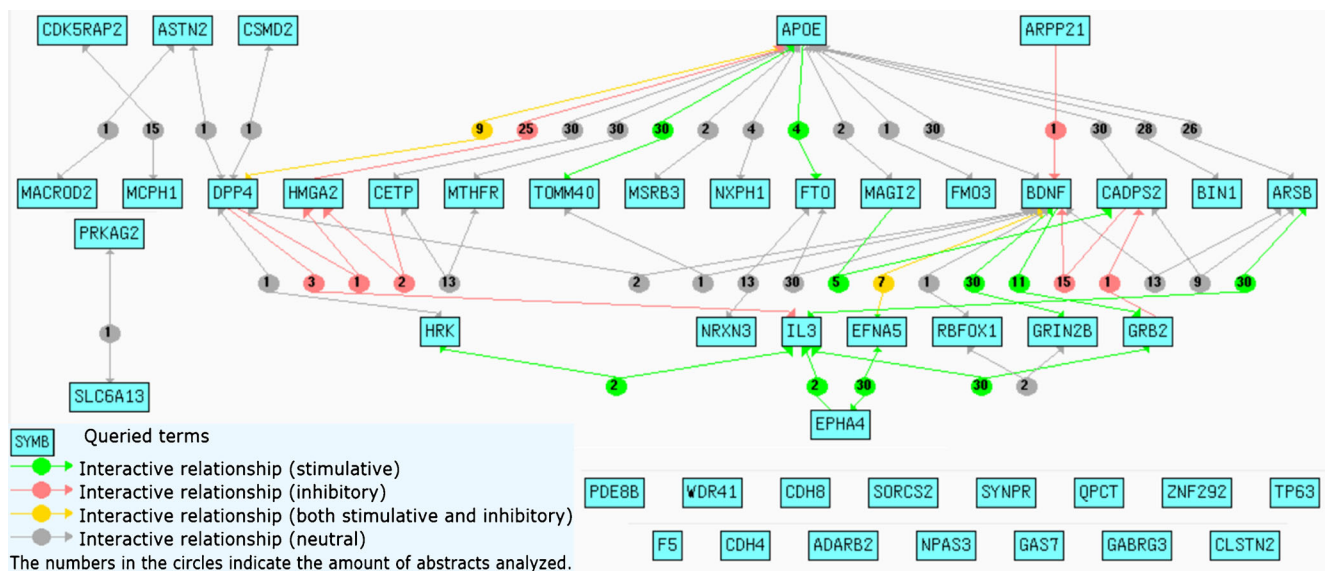 CDK5RAP2 ASTN2 CSMD2 APOE ARPP21
1 15 1 1 9 25 30 30 30 2 4 4 2 1 30 1 30 28 26
MACROD2 MCPH1 DPP4 HMGA2 CETP MTHFR TOMM40 MSRB3 NXPH1 FTO MAGI2 FMO3 BDNF CADPS2 BIN1 ARSB
PRKAG2
1 3 1 2 13 2 1 13 30 5 7 1 30 11 15 1 13 9 30
1 HRK NRXN3 IL3 EFNA5 RBFOX1 GRIN2B GRB2
2 2 30 30 2
SLC6A13
EPHA4
SYMB Queried terms
Interactive relationship (stimulative)
Interactive relationship (inhibitory)
Interactive relationship (both stimulative and inhibitory)
Interactive relationship (neutral)
The numbers in the circles indicate the amount of abstracts analyzed.
PDE8B WDR41 CDH8 SORCS2 SYNPR QPCT ZNF292 TP63
F5 CDH4 ADARB2 NPAS3 GAS7 GABRG3 CLSTN2